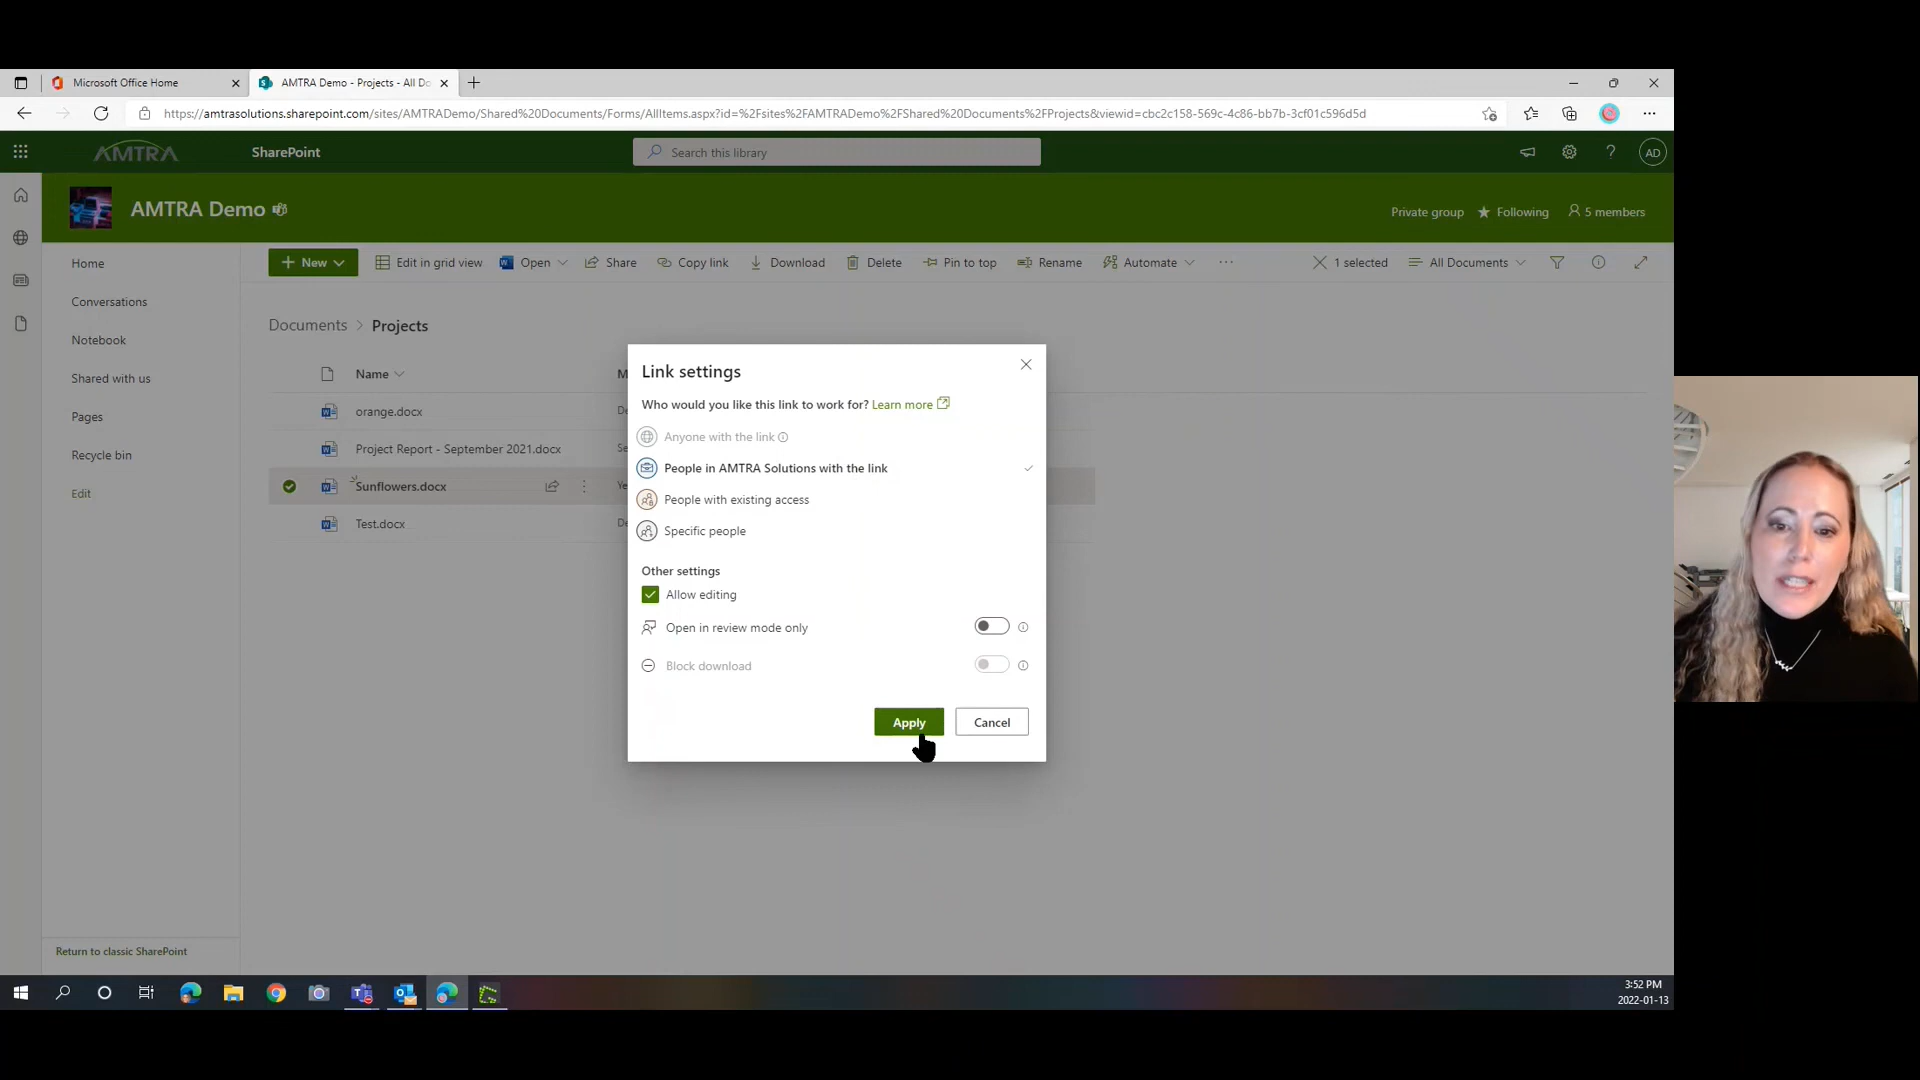 Microsoft Office Home
AMTRA Demo - Projects - All Do
https://amtrasolutions.sharepoint.com/sites/AMTRADemo/Shared%20Documents/Forms/AllItems.aspx?id=%2Fsites%2FAMTRADemo%2FShared%20Documents%2FProjects&viewid=cbc2c158-569c-4c86-bb7b-3cf01c596d5d
AMTRA
SharePoint
Search this library
?
AD
AMTRA Demo
Private group
Following
5 members
Home
Conversations
Notebook
Shared with us
Pages
Recycle bin
Edit
Return to classic SharePoint
New
Edit in grid view
Open
Share
Copy link
Download
Delete
Pin to top
Rename
Automate
...
1 selected
All Documents
Documents > Projects
Name
M
orange.docx
De
Project Report - September 2021.docx
Se
Sunflowers.docx
Ye
Test.docx
De
Link settings
Who would you like this link to work for? Learn more
Anyone with the link
People in AMTRA Solutions with the link
People with existing access
Specific people
Other settings
Allow editing
Open in review mode only
Block download
Apply
Cancel
3:52 PM
2022-01-13